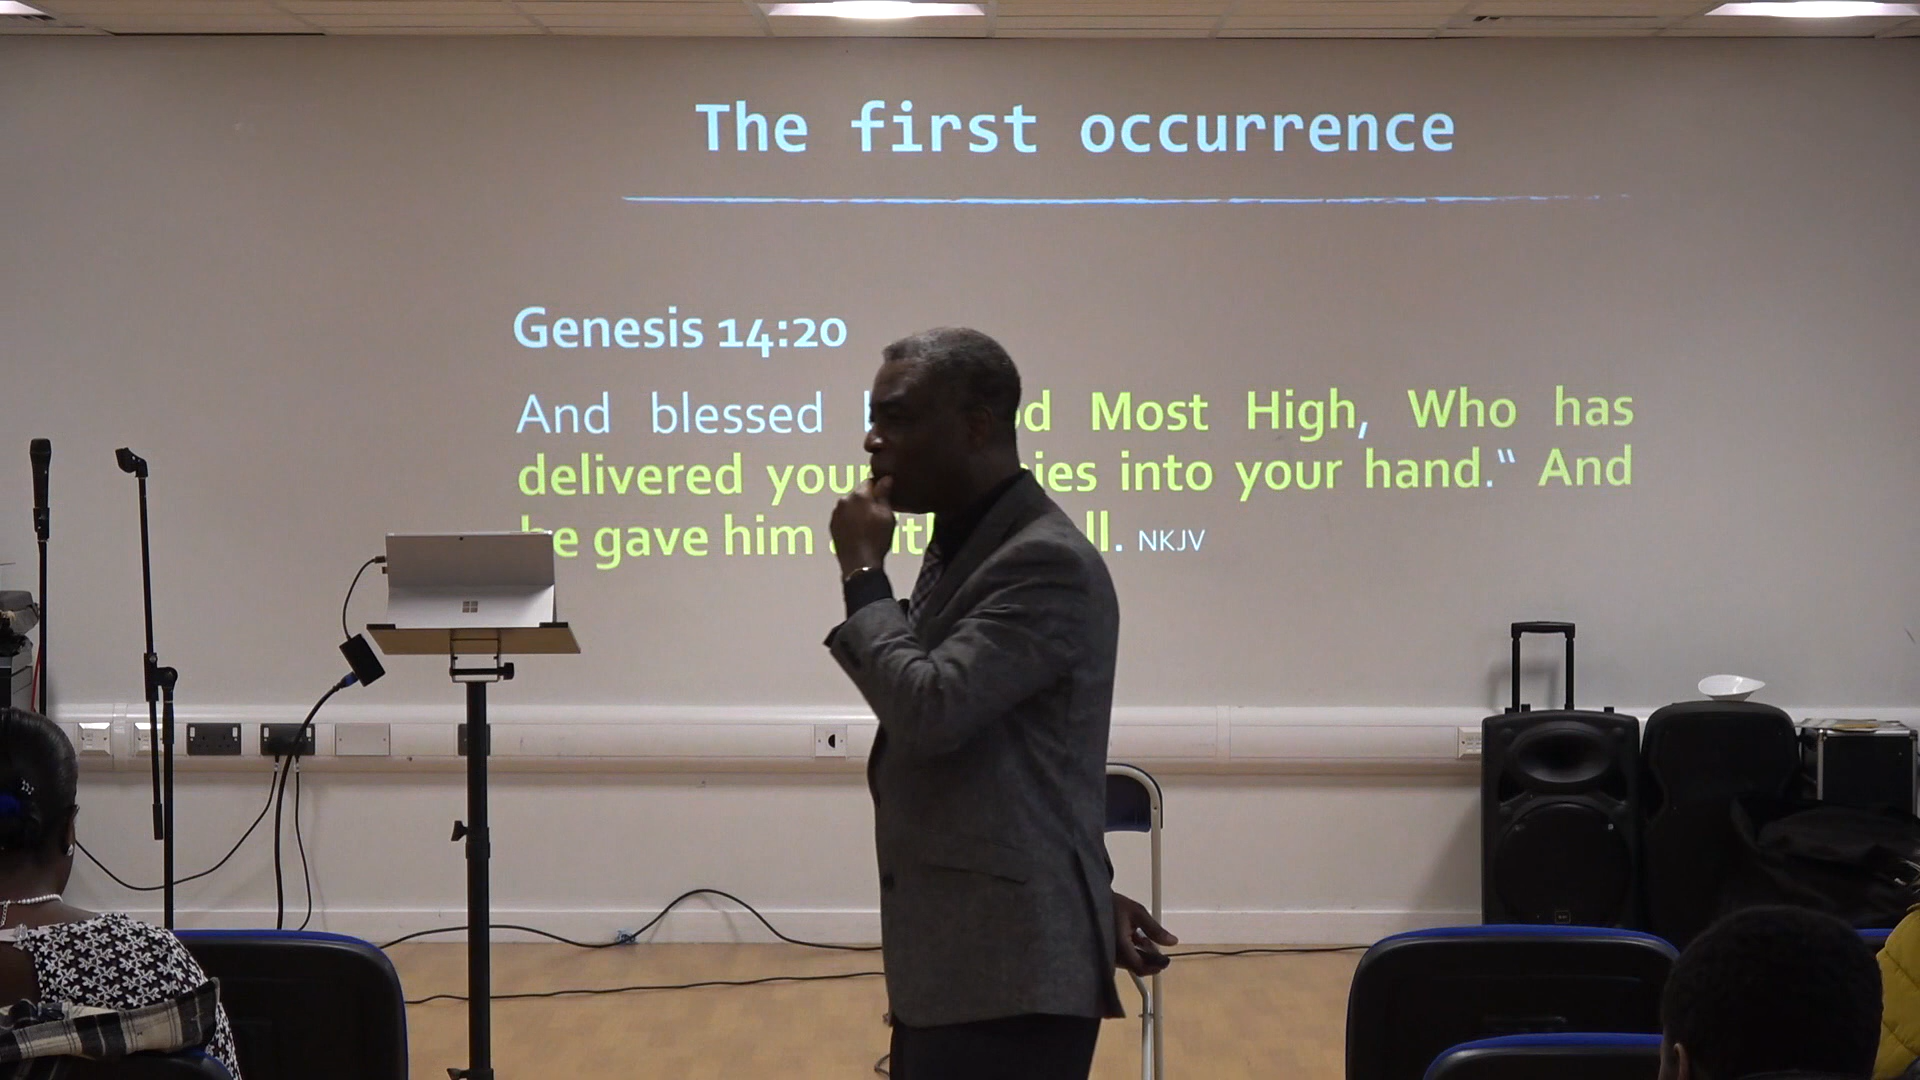 The first occurrence
Genesis 14:20
And blessed Most High, Who has
delivered your into your hand." And
gave him . NKJV